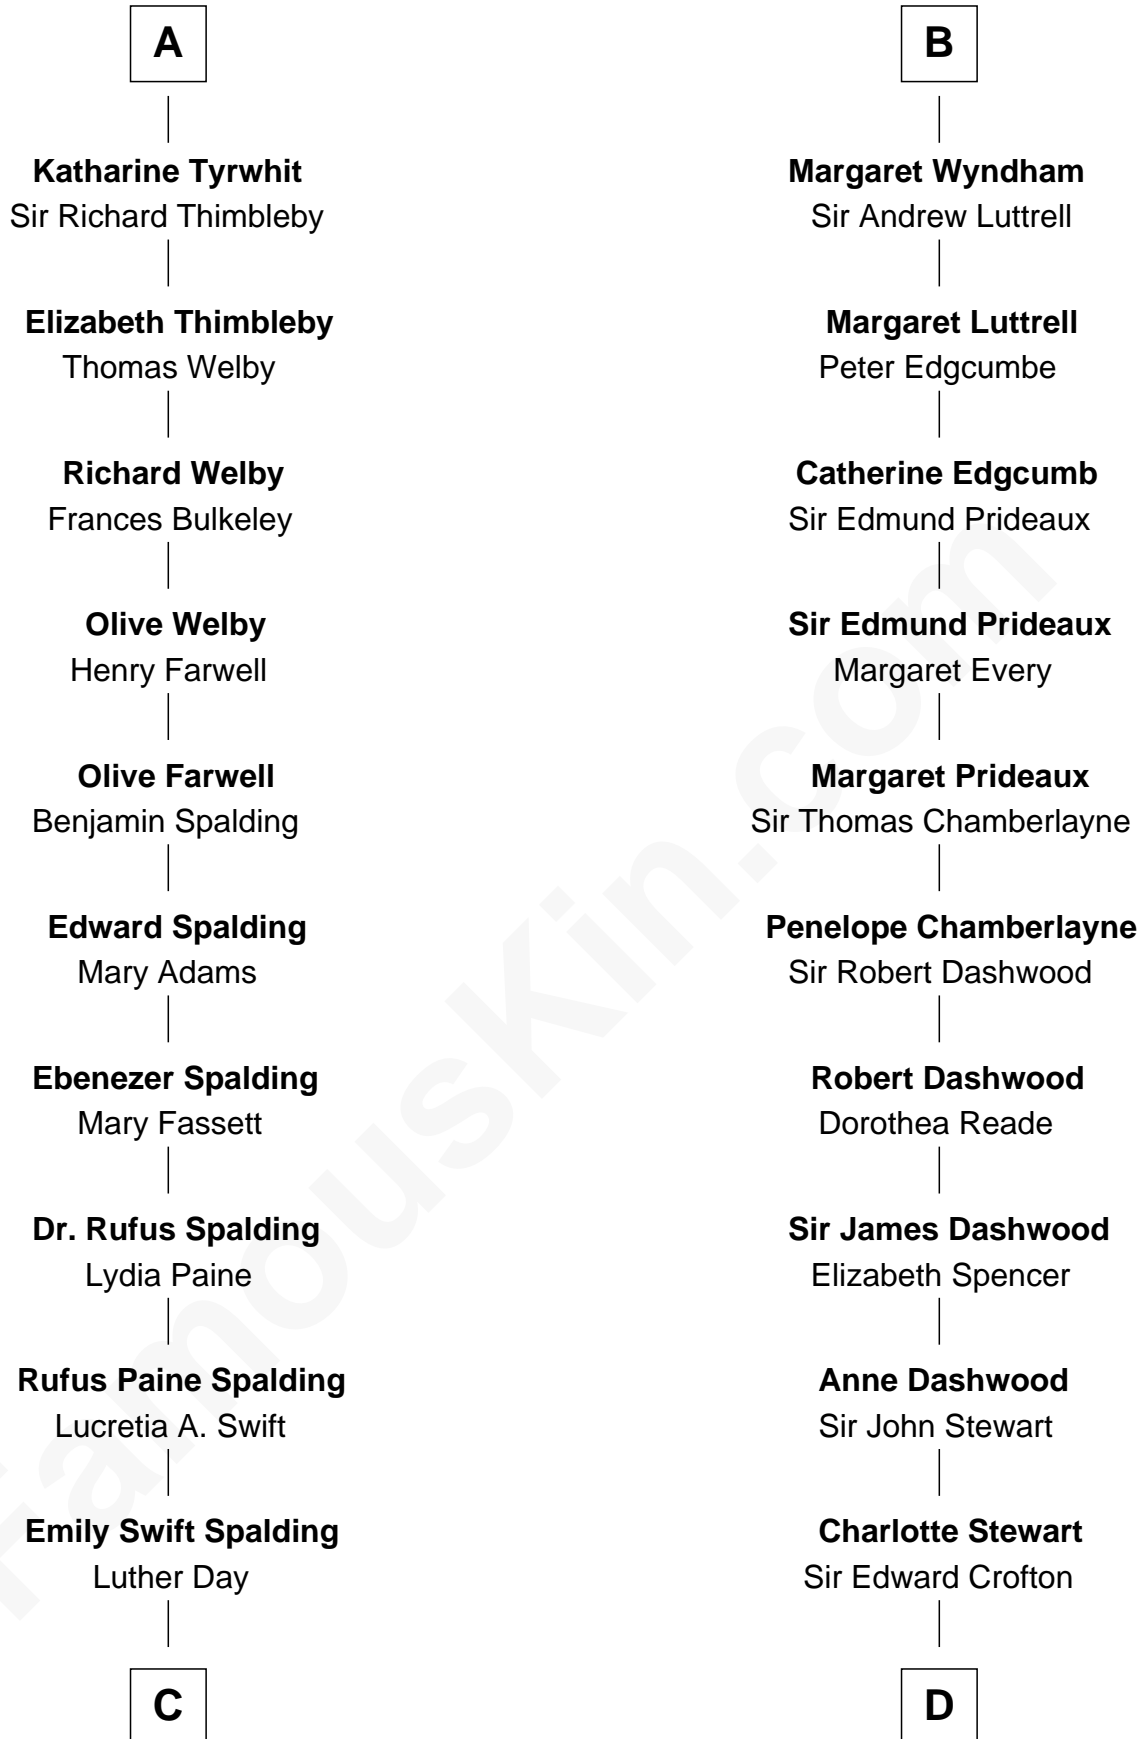 A
Katharine Tyrwhit
Sir Richard Thimbleby
Elizabeth Thimbleby
Thomas Welby
Richard Welby
Frances Bulkeley
Olive Welby
Henry Farwell
Olive Farwell
Benjamin Spalding
Edward Spalding
Mary Adams
Ebenezer Spalding
Mary Fassett
Dr. Rufus Spalding
Lydia Paine
Rufus Paine Spalding
Lucretia A. Swift
Emily Swift Spalding
Luther Day
C
B
Margaret Wyndham
Sir Andrew Luttrell
Margaret Luttrell
Peter Edgcumbe
Catherine Edgcumb
Sir Edmund Prideaux
Sir Edmund Prideaux
Margaret Every
Margaret Prideaux
Sir Thomas Chamberlayne
Penelope Chamberlayne
Sir Robert Dashwood
Robert Dashwood
Dorothea Reade
Sir James Dashwood
Elizabeth Spencer
Anne Dashwood
Sir John Stewart
Charlotte Stewart
Sir Edward Crofton
D
FamousKin.com